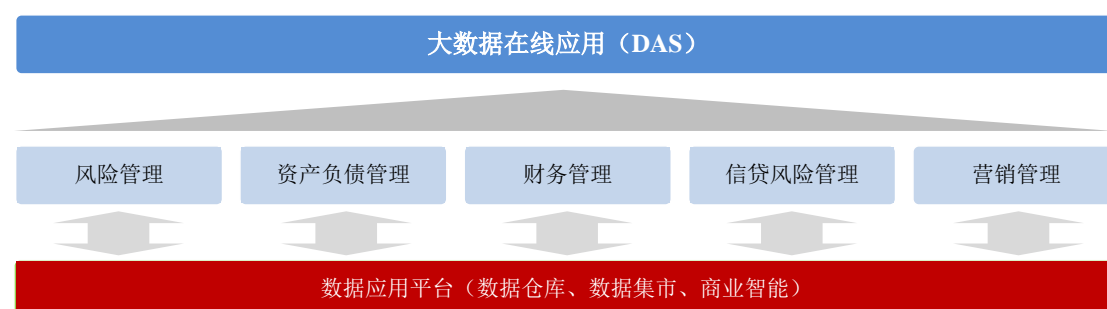 大数据在线应用（DAS）
风险管理
资产负债管理
财务管理
信贷风险管理
营销管理
数据应用平台（数据仓库、数据集市、商业智能）